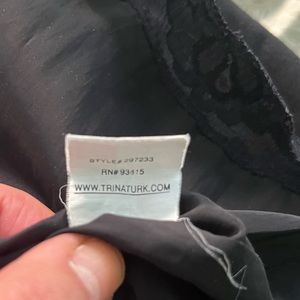 STYLE# 297233
RN# 93415
WWW.TRINATURK.COM